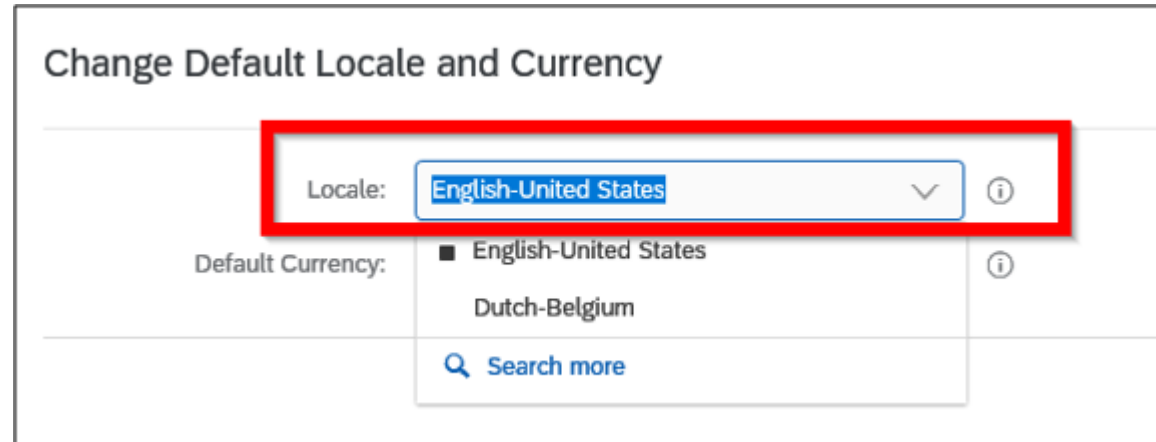 Change Default Locale and Currency
Locale: English-United States
English-United States
Default Currency:
Dutch-Belgium
Search more